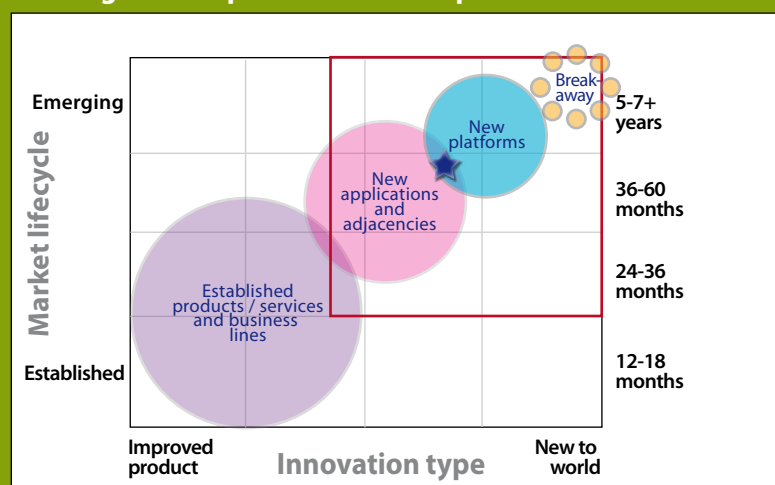 Emerging
Established
Market lifecycle
Break-
away
New
platforms
New
applications
and
adjacencies
Established
products / services
and business
lines
5-7+
years
36-60
months
24-36
months
12-18
months
Improved
product
Innovation type
New to
world